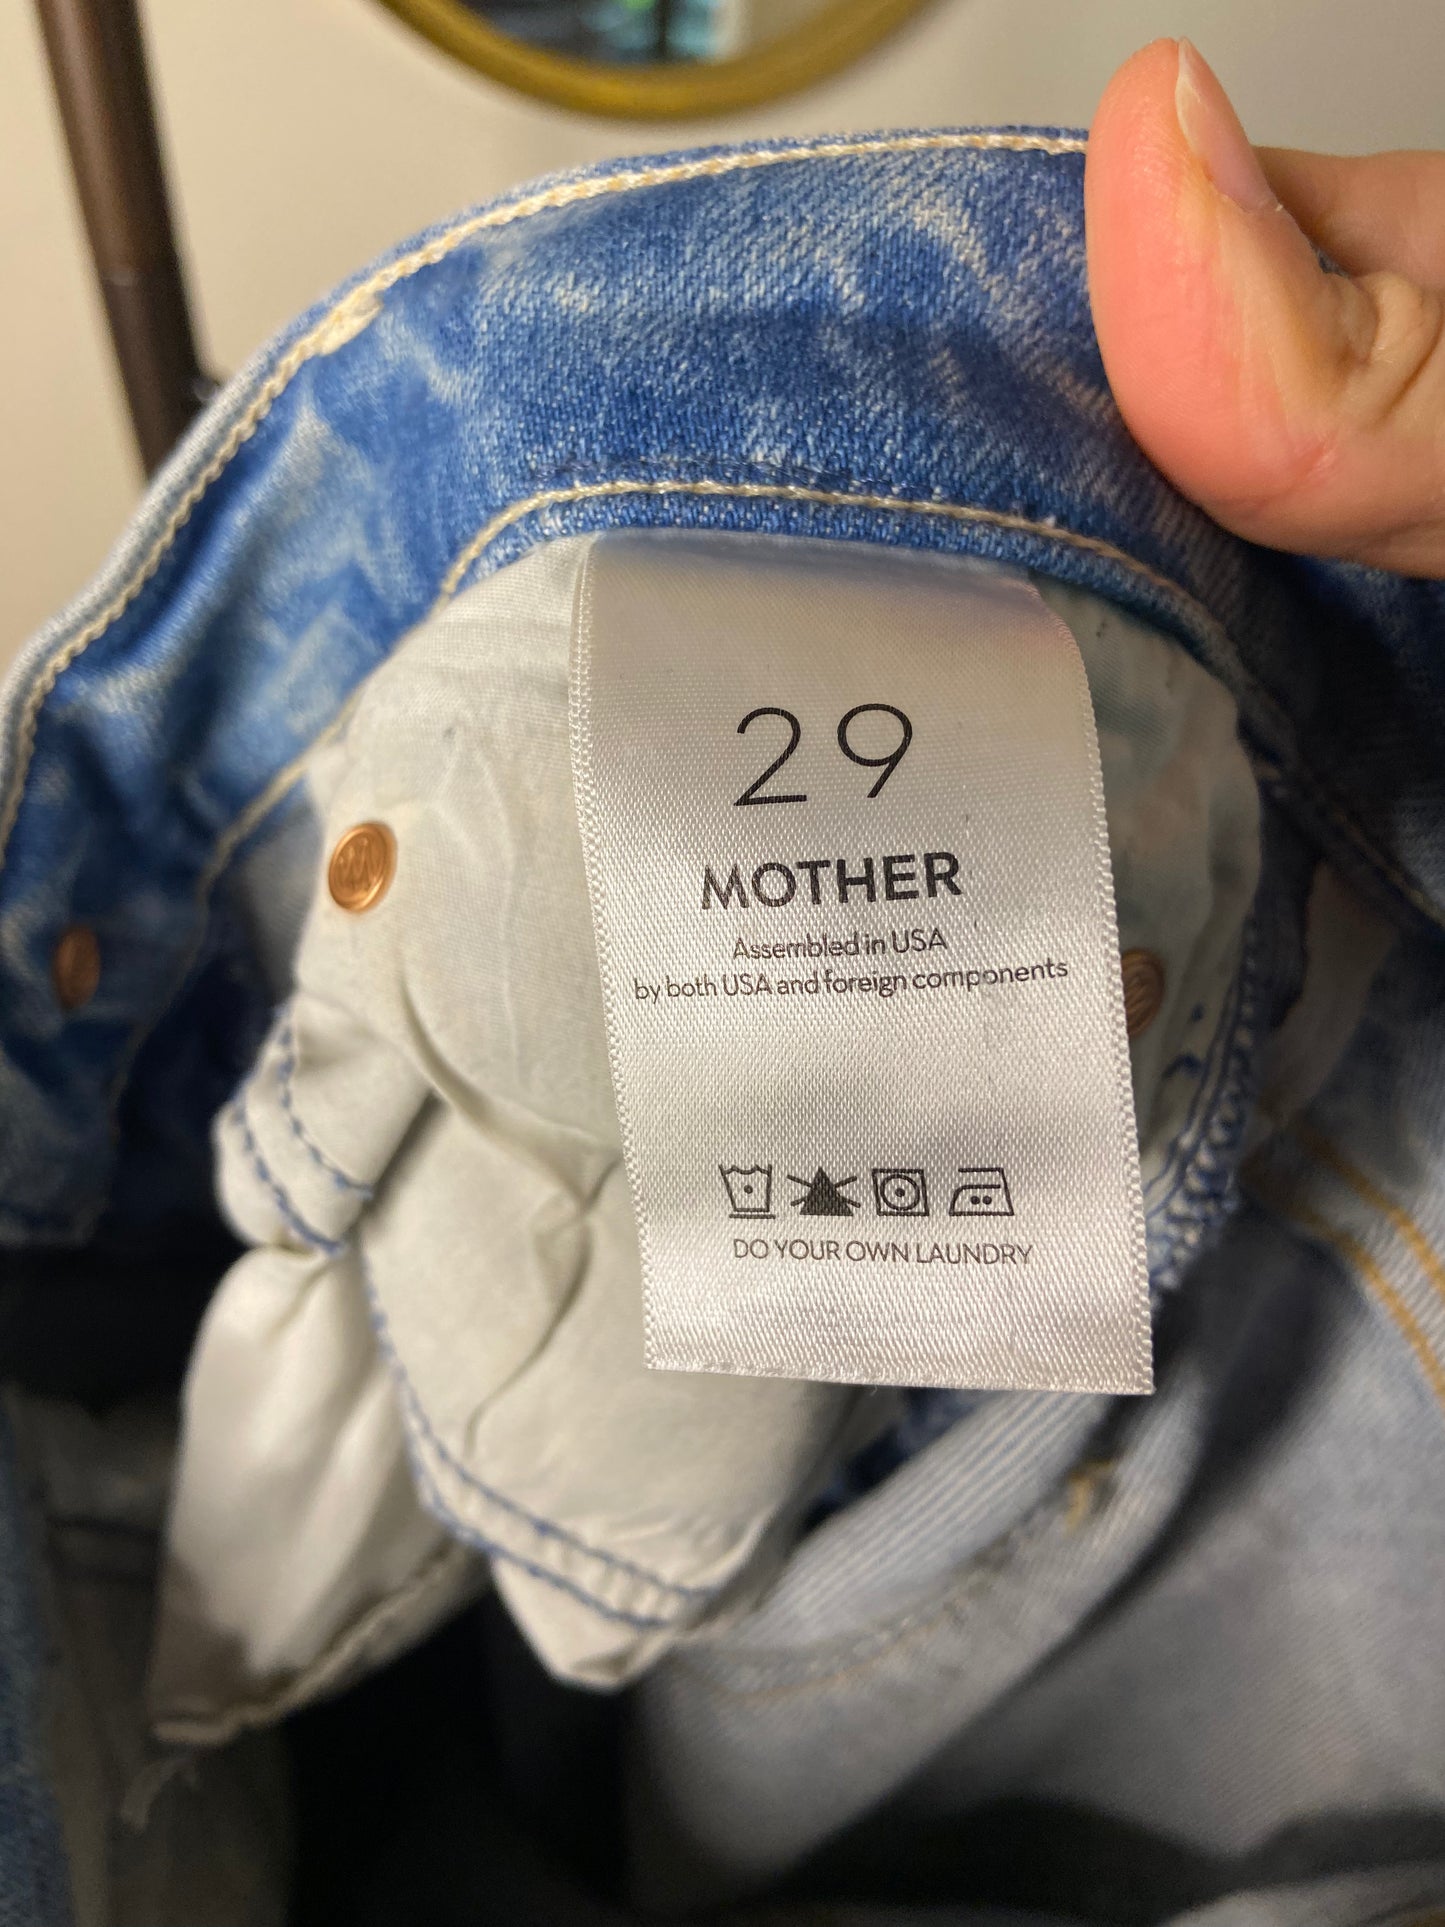 29
MOTHER
Assembled in USA
by both USA and foreign components
DO YOUR OWN LAUNDRY